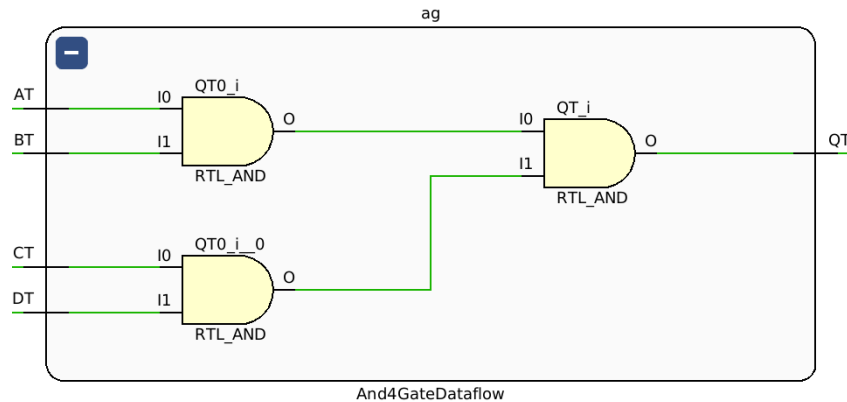 ag
QT0_i
AT
I0
O
BT
I1
RTL_AND
QT_i
I0
O
QT
I1
RTL_AND
QT0_i__0
CT
I0
O
DT
I1
RTL_AND
And4GateDataflow